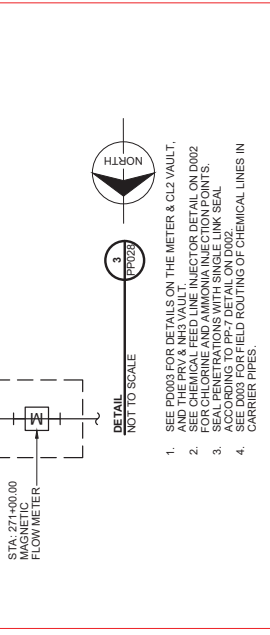 STA: 271+00.00
MAGNETIC
FLOW METER
M
DETAIL
NOT TO SCALE
3
PP028
NORTH
1. SEE PD003 FOR DETAILS ON THE METER & CL2 VAULT,
AND THE PRV & NH3 VAULT.
2. SEE CHEMICAL FEED LINE INJECTOR DETAIL ON D002
FOR CHLORINE AND AMMONIA INJECTION POINTS.
3. SEAL PENETRATIONS WITH SINGLE LINK SEAL
ACCORDING TO PP-7 DETAIL ON D002.
4. SEE D003 FOR FIELD ROUTING OF CHEMICAL LINES IN
CARRIER PIPES.